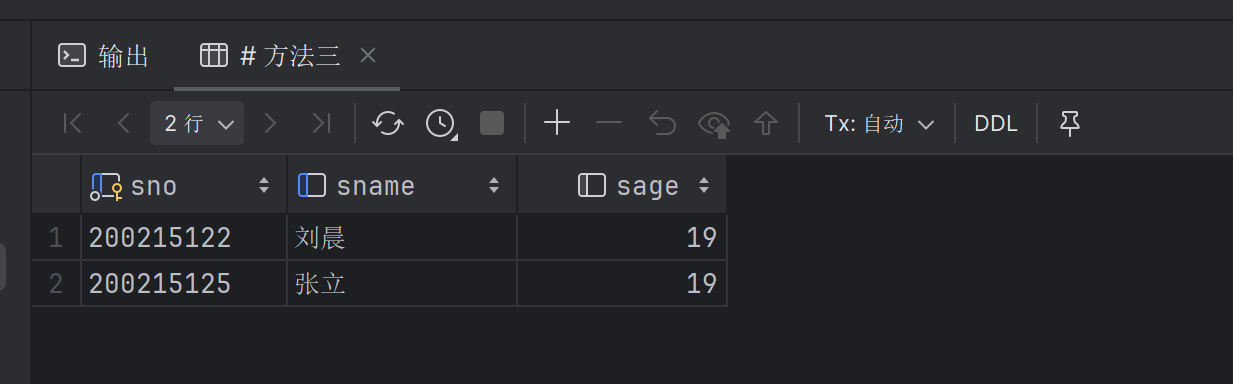 输出 # 方法三
2 行 Tx: 自动 DDL
sno sname sage
1 200215122 刘晨 19
2 200215125 张立 19